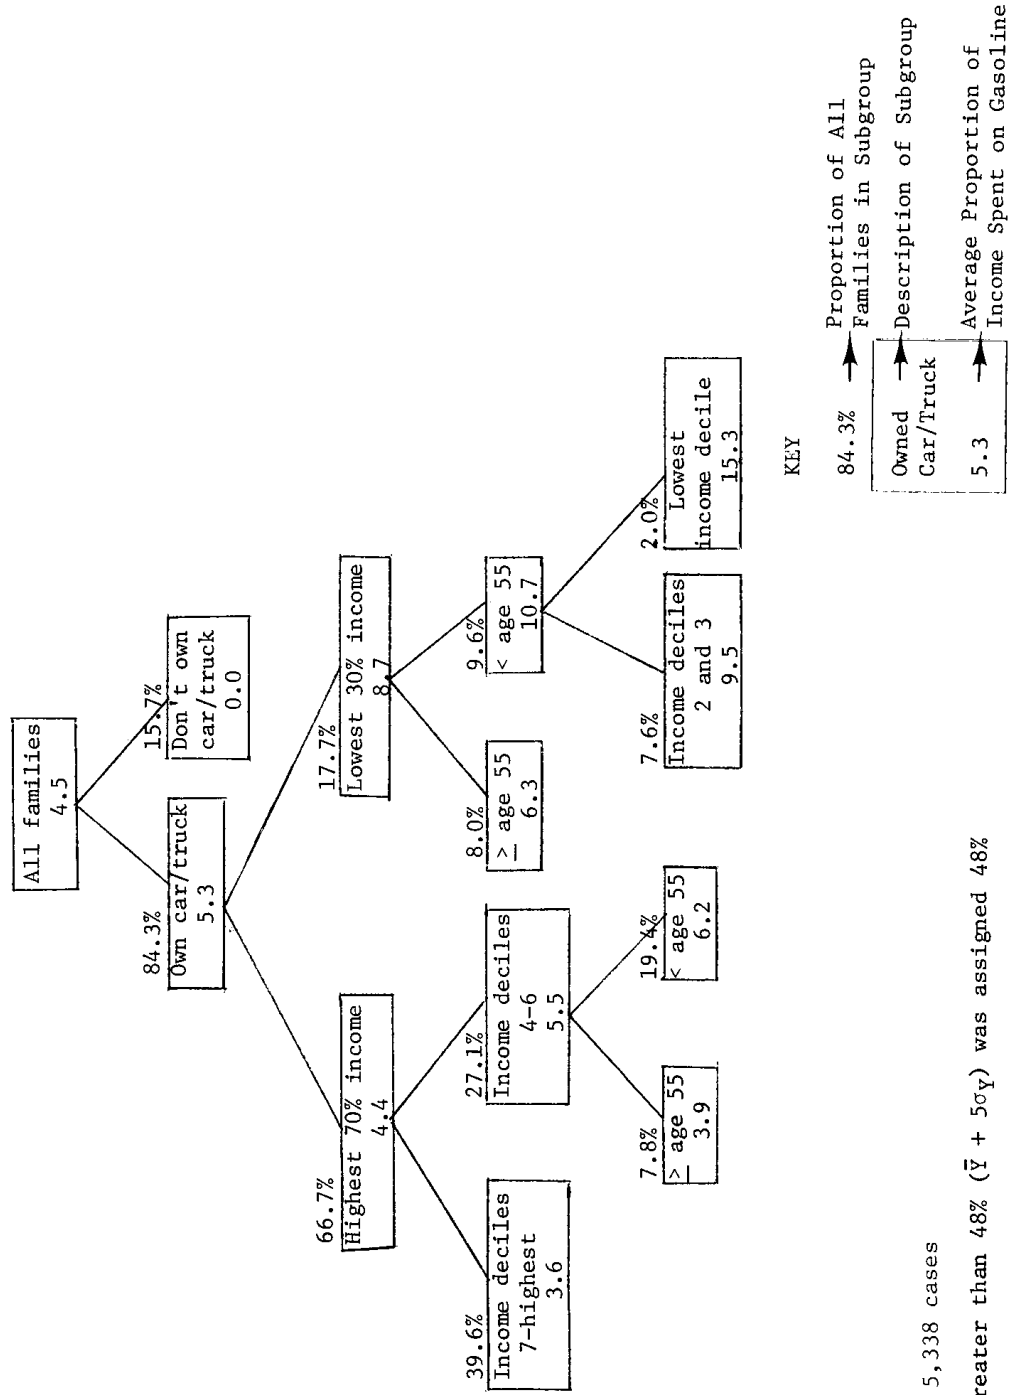 All families
4.5
84.3%
Own car/truck
5.3
15.7%
Don't own
car/truck
0.0
66.7%
Highest 70% income
4.4
17.7%
Lowest 30% income
8.7
39.6%
Income deciles
7-highest
3.6
27.1%
Income deciles
4-6
5.5
8.0%
≥ age 55
6.3
9.6%
< age 55
10.7
7.8%
≥ age 55
3.9
19.4%
< age 55
6.2
7.6%
Income deciles
2 and 3
9.5
2.0%
Lowest
income decile
15.3
KEY
84.3% → Proportion of All
Families in Subgroup
Owned → Description of Subgroup
Car/Truck
5.3 → Average Proportion of
Income Spent on Gasoline
5,338 cases
reater than 48% (Ȳ + 5σY) was assigned 48%